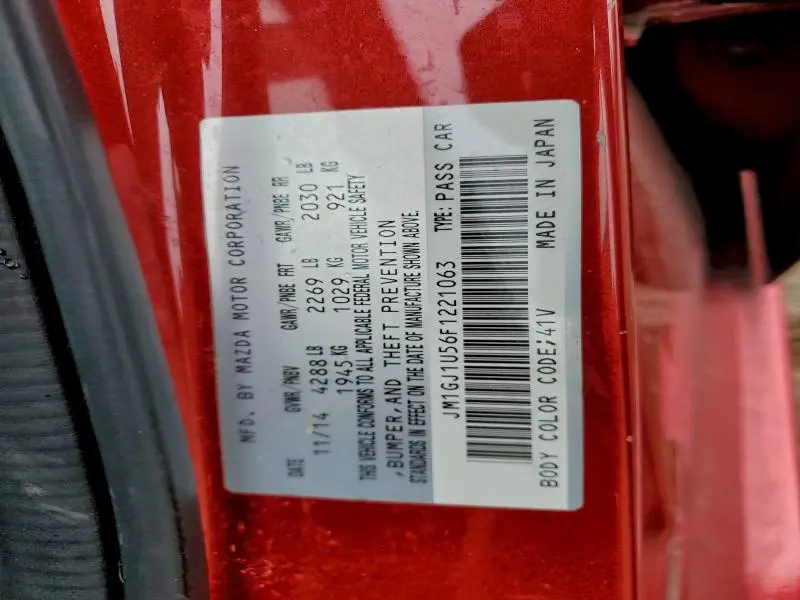 MFD. BY MAZDA MOTOR CORPORATION
DATE GVWR/PNBV GAWR/PNBE FRT GAWR/PNBE RR
11/14 4288 LB 2269 LB 2030 LB
1945 KG 1029 KG 921 KG
THIS VEHICLE CONFORMS TO ALL APPLICABLE FEDERAL MOTOR VEHICLE SAFETY
,BUMPER,AND THEFT PREVENTION
STANDARDS IN EFFECT ON THE DATE OF MANUFACTURE SHOWN ABOVE.
JM1GJ1U56F1221063 TYPE: PASS CAR
BODY COLOR CODE;41V MADE IN JAPAN